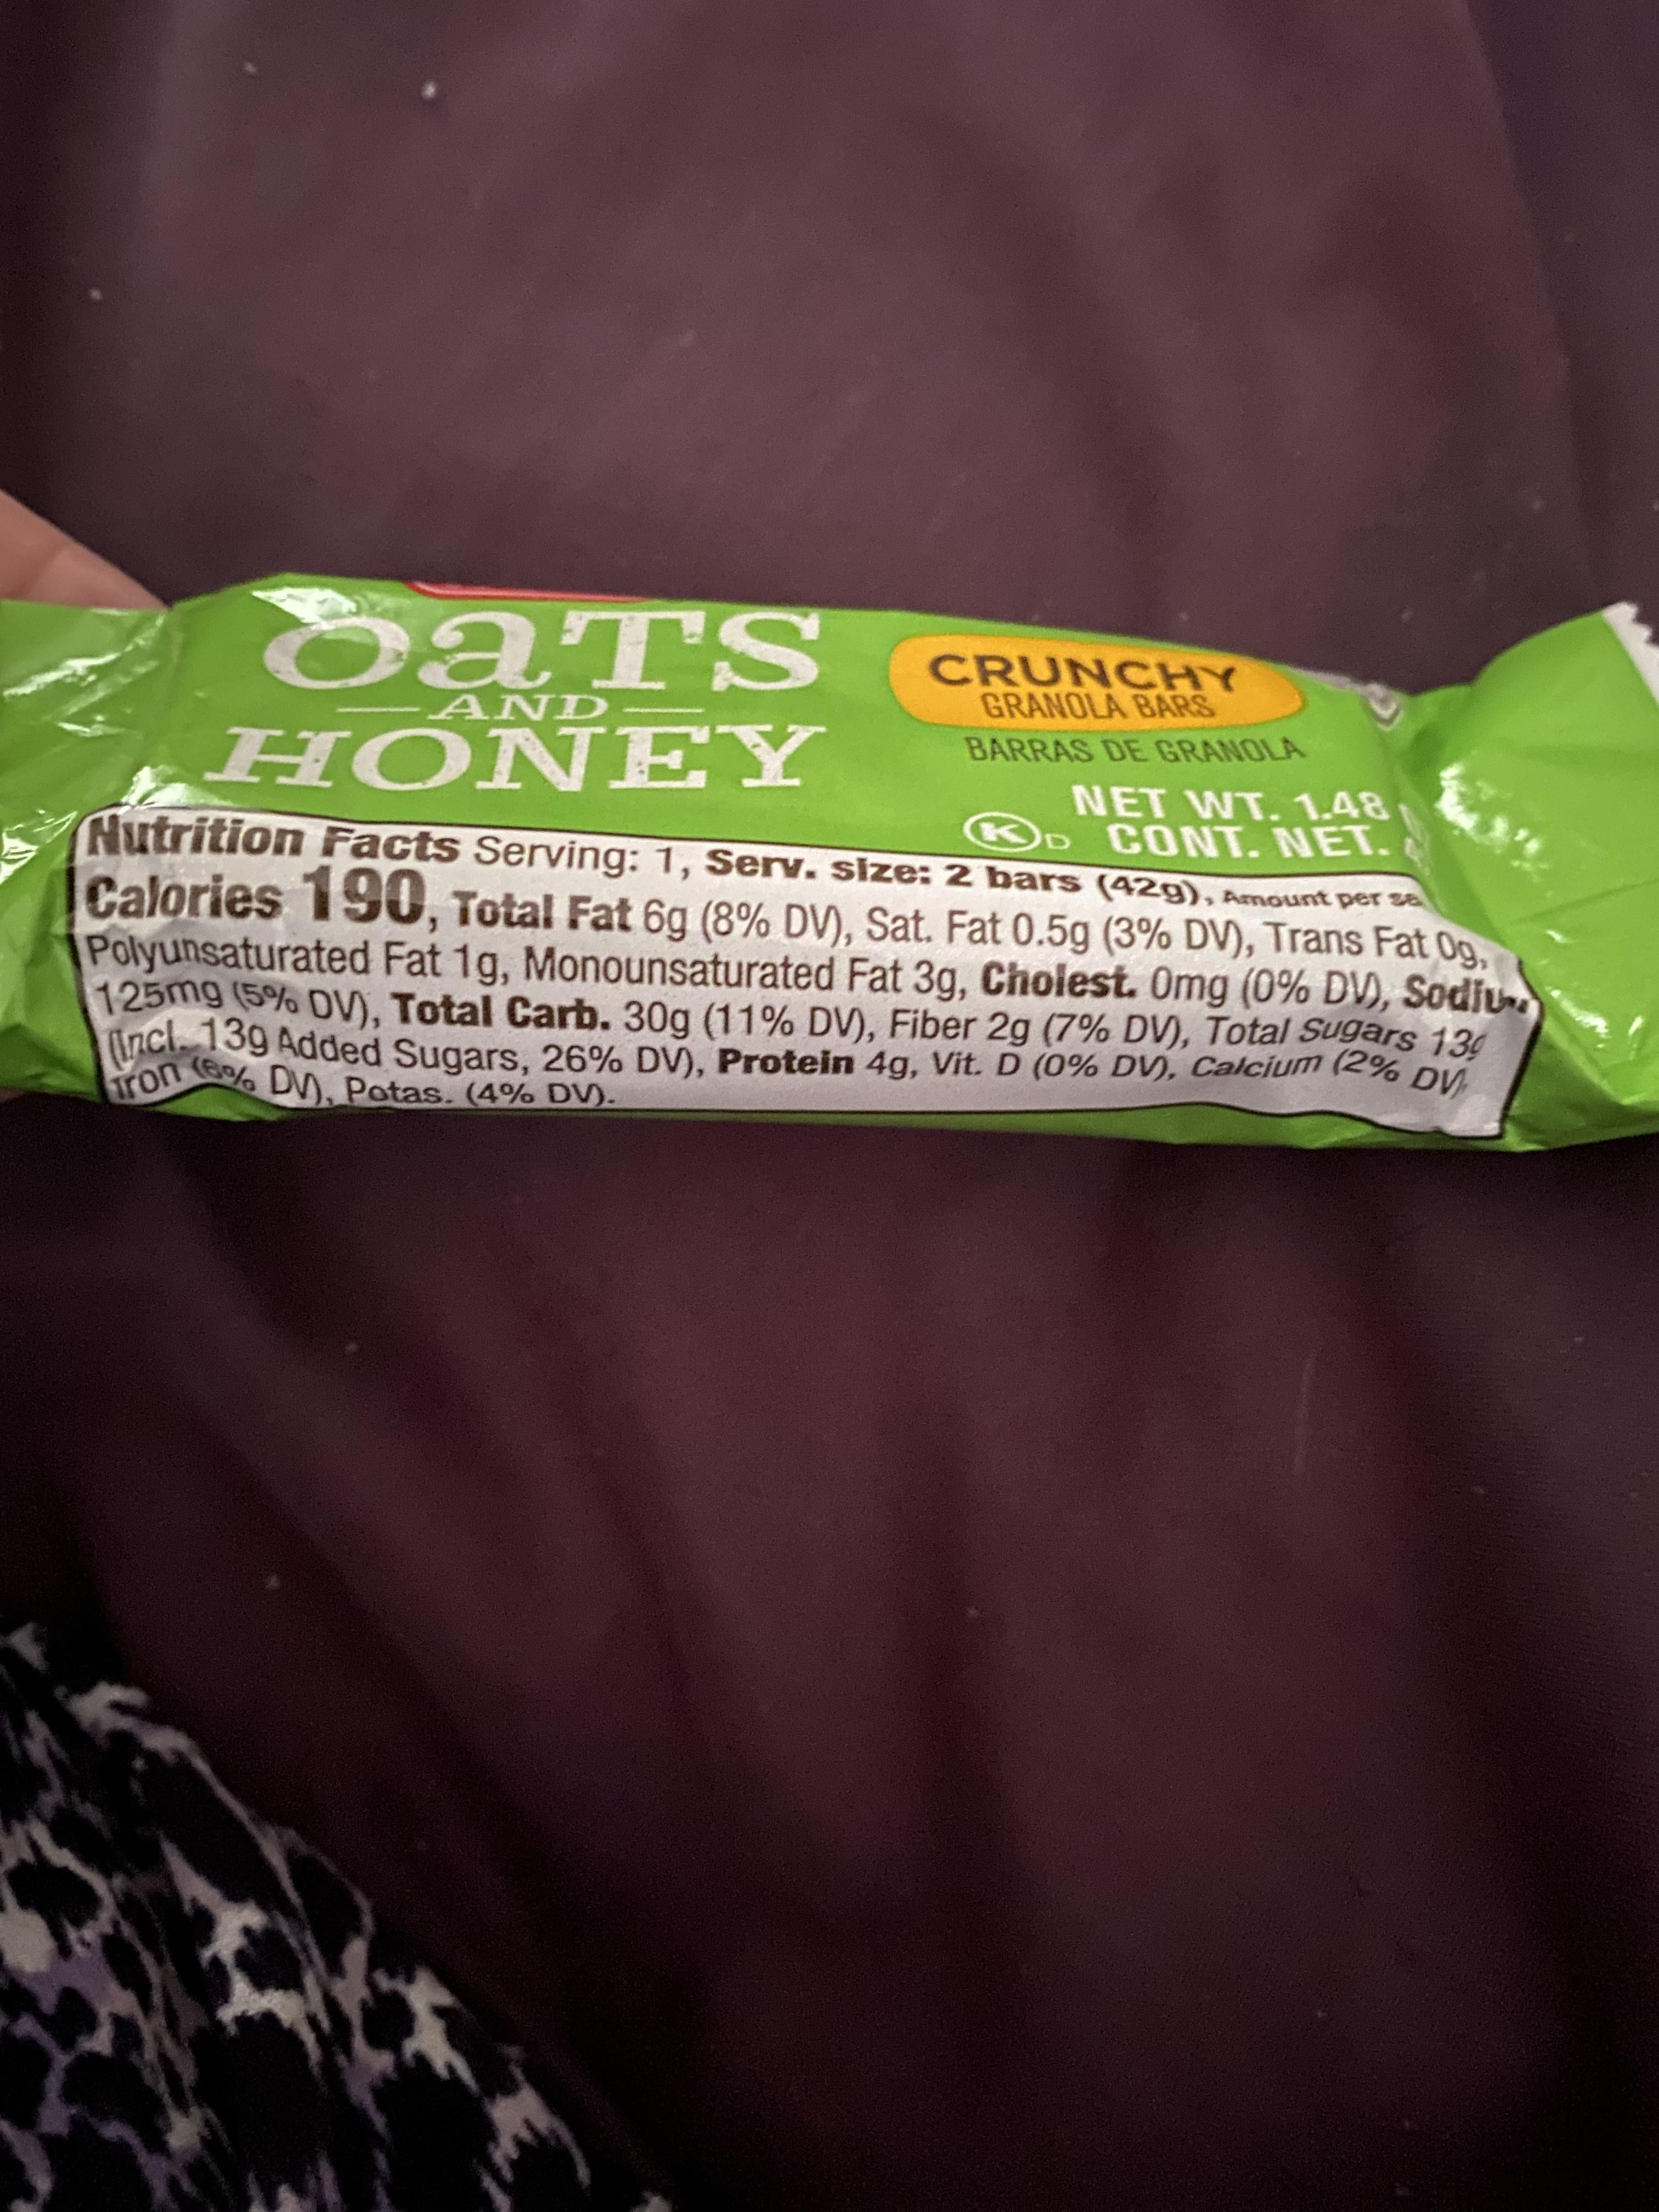 OaTS
AND
HONEY
CRUNCHY
GRANOLA BARS
BARRAS DE GRANOLA
NET WT. 1.48
K D CONT. NET.
Nutrition Facts Serving: 1, Serv. size: 2 bars (42g), Amount per
Calories 190, Total Fat 6g (8% DV), Sat. Fat 0.5g (3% DV), Trans Fat 0g,
Polyunsaturated Fat 1g, Monounsaturated Fat 3g, Cholest. 0mg (0% DV),
125mg (5% DV), Total Carb. 30g (11% DV), Fiber 2g (7% DV), Total Sugars 13g
(Incl. 13g Added Sugars, 26% DV), Protein 4g, Vit. D (0% DV), Calcium (2% DV),
Iron (6% DV), Potas. (4% DV).